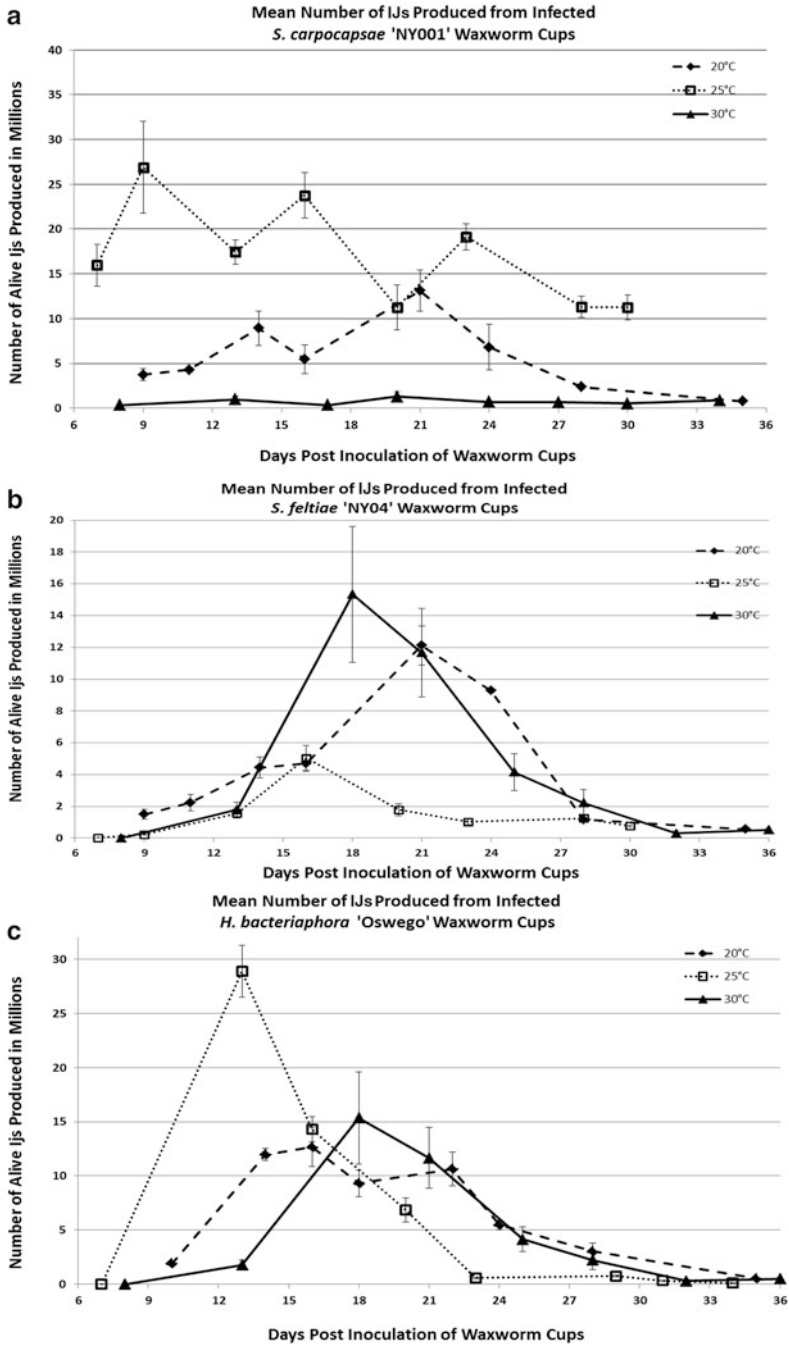 a
Mean Number of IJs Produced from Infected
S. carpocapsae 'NY001' Waxworm Cups
Number of Alive Ijs Produced in Millions
40
35
30
25
20
15
10
5
0
20°C
25°C
30°C
6 9 12 15 18 21 24 27 30 33 36
Days Post Inoculation of Waxworm Cups
b
Mean Number of IJs Produced from Infected
S. feltiae 'NY04' Waxworm Cups
Number of Alive Ijs Produced in Millions
20
18
16
14
12
10
8
6
4
2
0
20°C
25°C
30°C
6 9 12 15 18 21 24 27 30 33 36
Days Post Inoculation of Waxworm Cups
c
Mean Number of IJs Produced from Infected
H. bacteriaphora 'Oswego' Waxworm Cups
Number of Alive Ijs Produced in Millions
30
25
20
15
10
5
0
20°C
25°C
30°C
6 9 12 15 18 21 24 27 30 33 36
Days Post Inoculation of Waxworm Cups